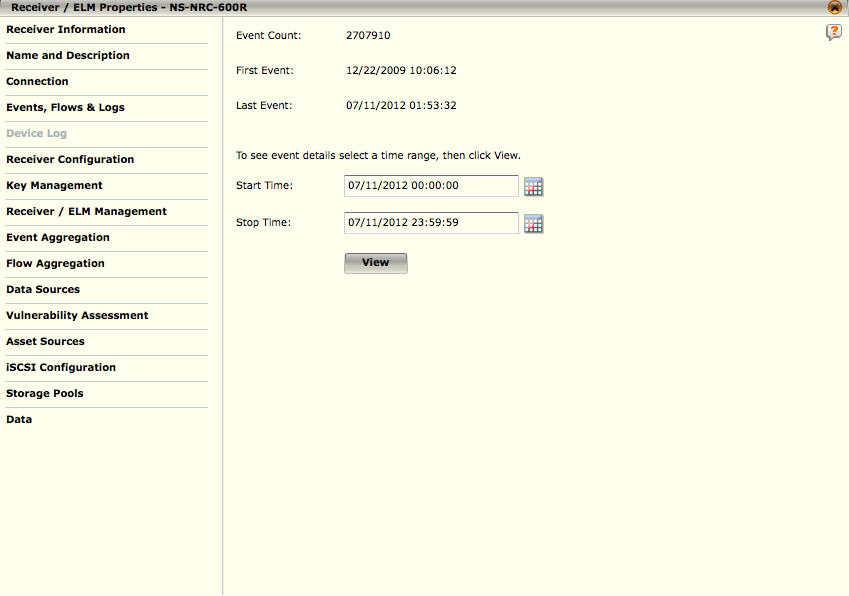 Receiver / ELM Properties - NS-NRC-600R
Receiver Information
Name and Description
Connection
Events, Flows & Logs
Device Log
Receiver Configuration
Key Management
Receiver / ELM Management
Event Aggregation
Flow Aggregation
Data Sources
Vulnerability Assessment
Asset Sources
iSCSI Configuration
Storage Pools
Data
Event Count: 2707910
First Event: 12/22/2009 10:06:12
Last Event: 07/11/2012 01:53:32
To see event details select a time range, then click View.
Start Time: 07/11/2012 00:00:00
Stop Time: 07/11/2012 23:59:59
View
?